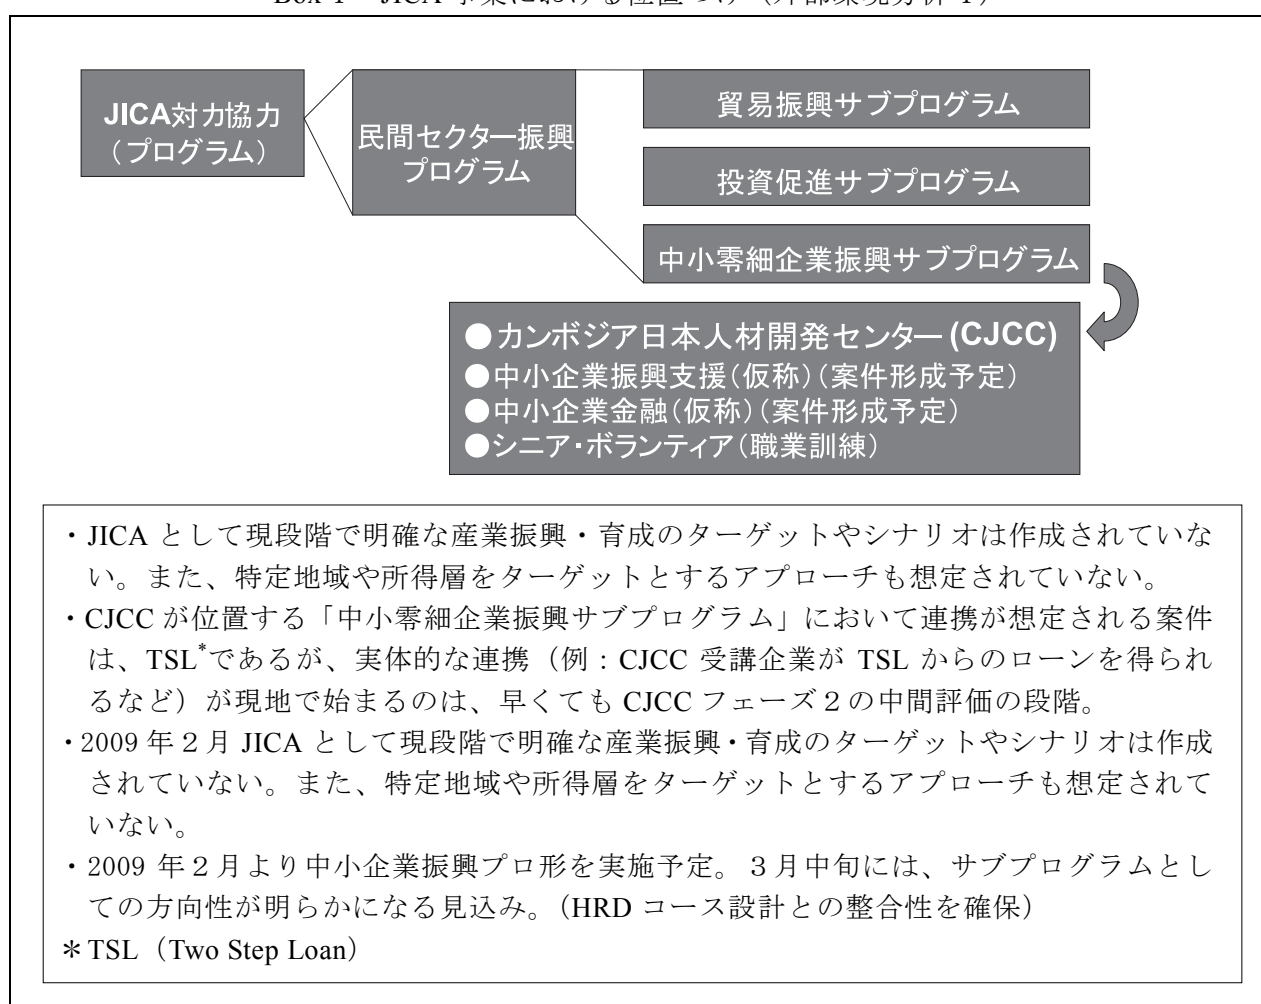 JICA対カ協力
（プログラム）
民間セクター振興
プログラム
貿易振興サブプログラム
投資促進サブプログラム
中小零細企業振興サブプログラム
●カンボジア日本人材開発センター(CJCC)
●中小企業振興支援（仮称）（案件形成予定）
●中小企業金融（仮称）（案件形成予定）
●シニア・ボランティア（職業訓練）
・JICA として現段階で明確な産業振興・育成のターゲットやシナリオは作成されていな
い。また、特定地域や所得層をターゲットとするアプローチも想定されていない。
・CJCC が位置する「中小零細企業振興サブプログラム」において連携が想定される案件
は、TSL*であるが、実体的な連携（例：CJCC 受講企業が TSL からのローンを得られ
るなど）が現地で始まるのは、早くても CJCC フェーズ２の中間評価の段階。
・2009 年２月 JICA として現段階で明確な産業振興・育成のターゲットやシナリオは作成
されていない。また、特定地域や所得層をターゲットとするアプローチも想定されて
いない。
・2009 年２月より中小企業振興プロ形を実施予定。３月中旬には、サブプログラムとし
ての方向性が明らかになる見込み。（HRD コース設計との整合性を確保）
＊TSL（Two Step Loan）